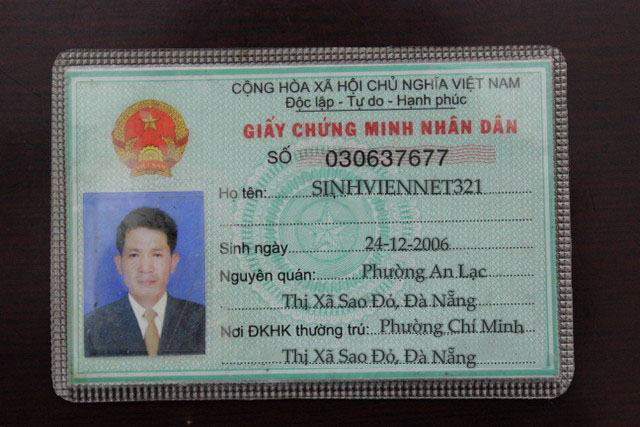 CỘNG HÒA XÃ HỘI CHỦ NGHĨA VIỆT NAM
Độc lập - Tự do - Hạnh phúc
GIẤY CHỨNG MINH NHÂN DÂN
SỐ 030637677
Họ tên: SINHVIENNET321
Sinh ngày 24-12-2006
Nguyên quán: Phường An Lạc
Thị Xã Sao Đỏ, Đà Nẵng
Nơi ĐKHK thường trú: Phường Chí Minh
Thị Xã Sao Đỏ, Đà Nẵng